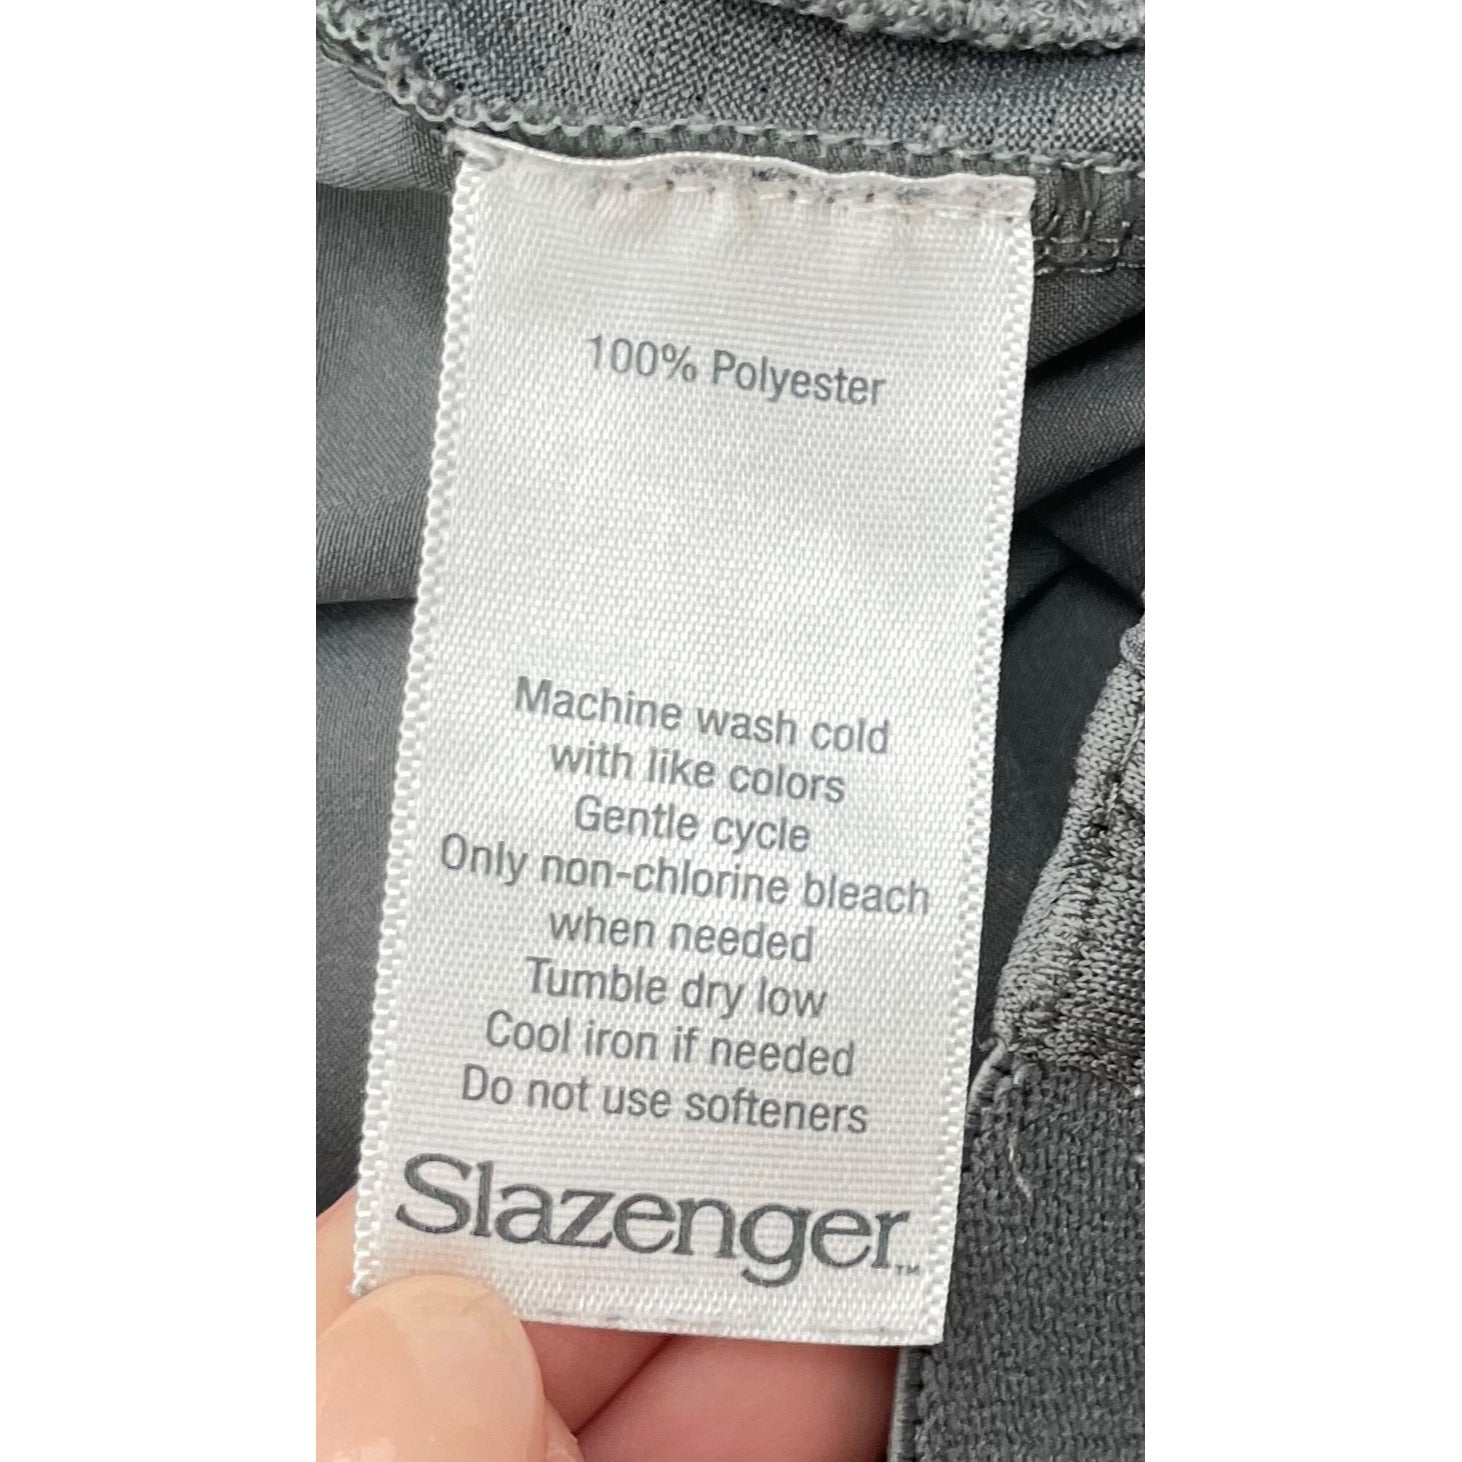 100% Polyester
Machine wash cold
with like colors
Gentle cycle
Only non-chlorine bleach
when needed
Tumble dry low
Cool iron if needed
Do not use softeners
Slazenger™